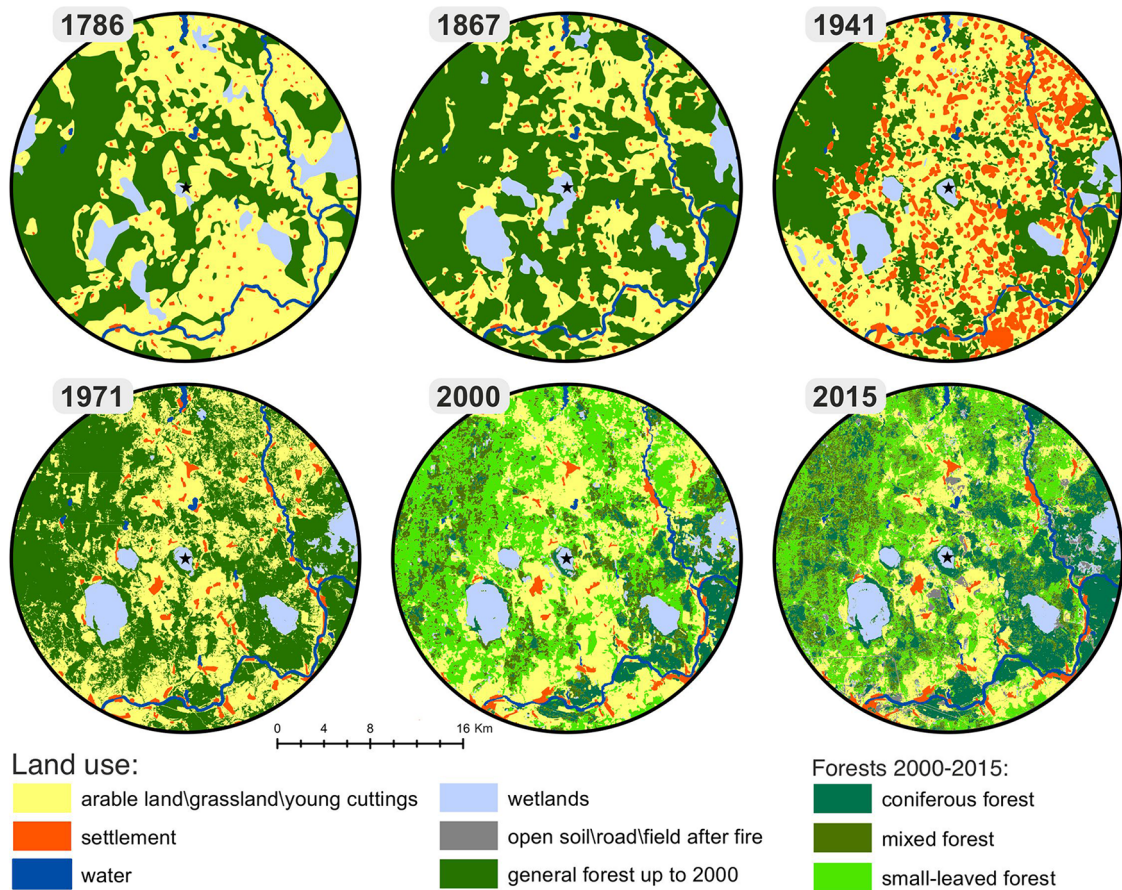 1786
1867
1941
1971
2000
2015
0 4 8 16 Km
Land use:
arable land\grassland\young cuttings
settlement
water
wetlands
open soil\road\field after fire
general forest up to 2000
Forests 2000-2015:
coniferous forest
mixed forest
small-leaved forest